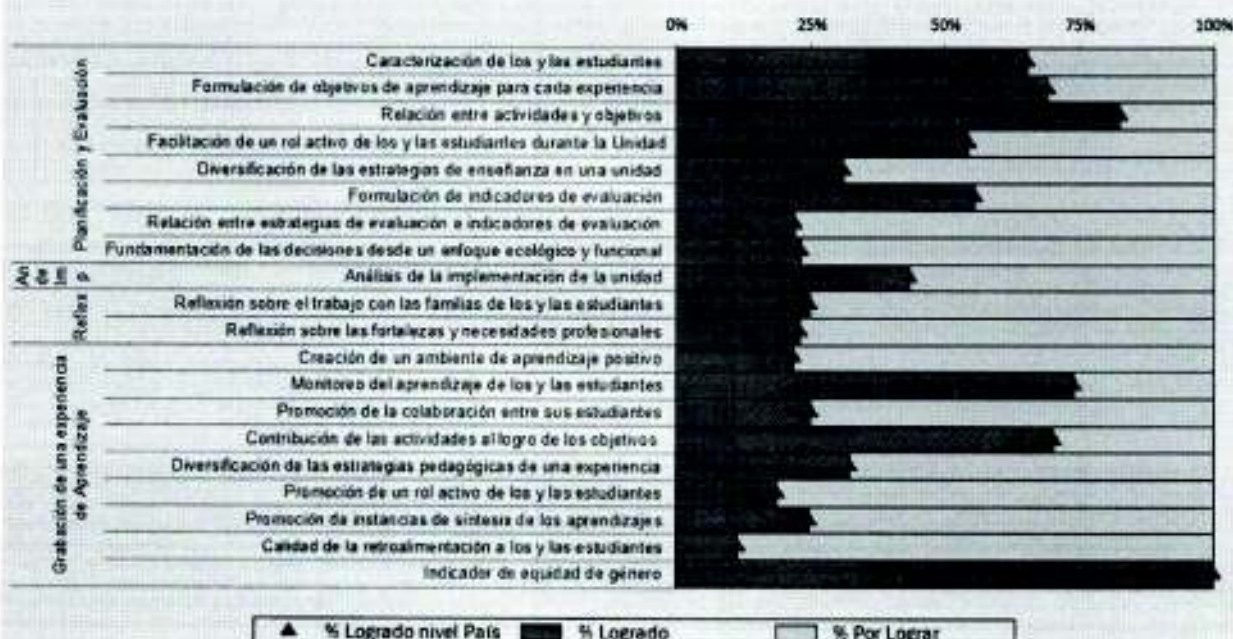 0% 25% 50% 75% 100%
Planificación y Evaluación
Caracterización de los y las estudiantes
Formulación de objetivos de aprendizaje para cada experiencia
Relación entre actividades y objetivos
Facilitación de un rol activo de los y las estudiantes durante la Unidad
Diversificación de las estrategias de enseñanza en una unidad
Formulación de indicadores de evaluación
Relación entre estrategias de evaluación e indicadores de evaluación
Fundamentación de las decisiones desde un enfoque ecológico y funcional
An
de
Im
p
Análisis de la implementación de la unidad
Reflex
Reflexión sobre el trabajo con las familias de los y las estudiantes
Reflexión sobre las fortalezas y necesidades profesionales
Grabación de una experiencia
de Aprendizaje
Creación de un ambiente de aprendizaje positivo
Monitoreo del aprendizaje de los y las estudiantes
Promoción de la colaboración entre sus estudiantes
Contribución de las actividades al logro de los objetivos
Diversificación de las estrategias pedagógicas de una experiencia
Promoción de un rol activo de los y las estudiantes
Promoción de instancias de síntesis de los aprendizajes
Calidad de la retroalimentación a los y las estudiantes
Indicador de equidad de género
% Logrado nivel País % Logrado % Por Lograr